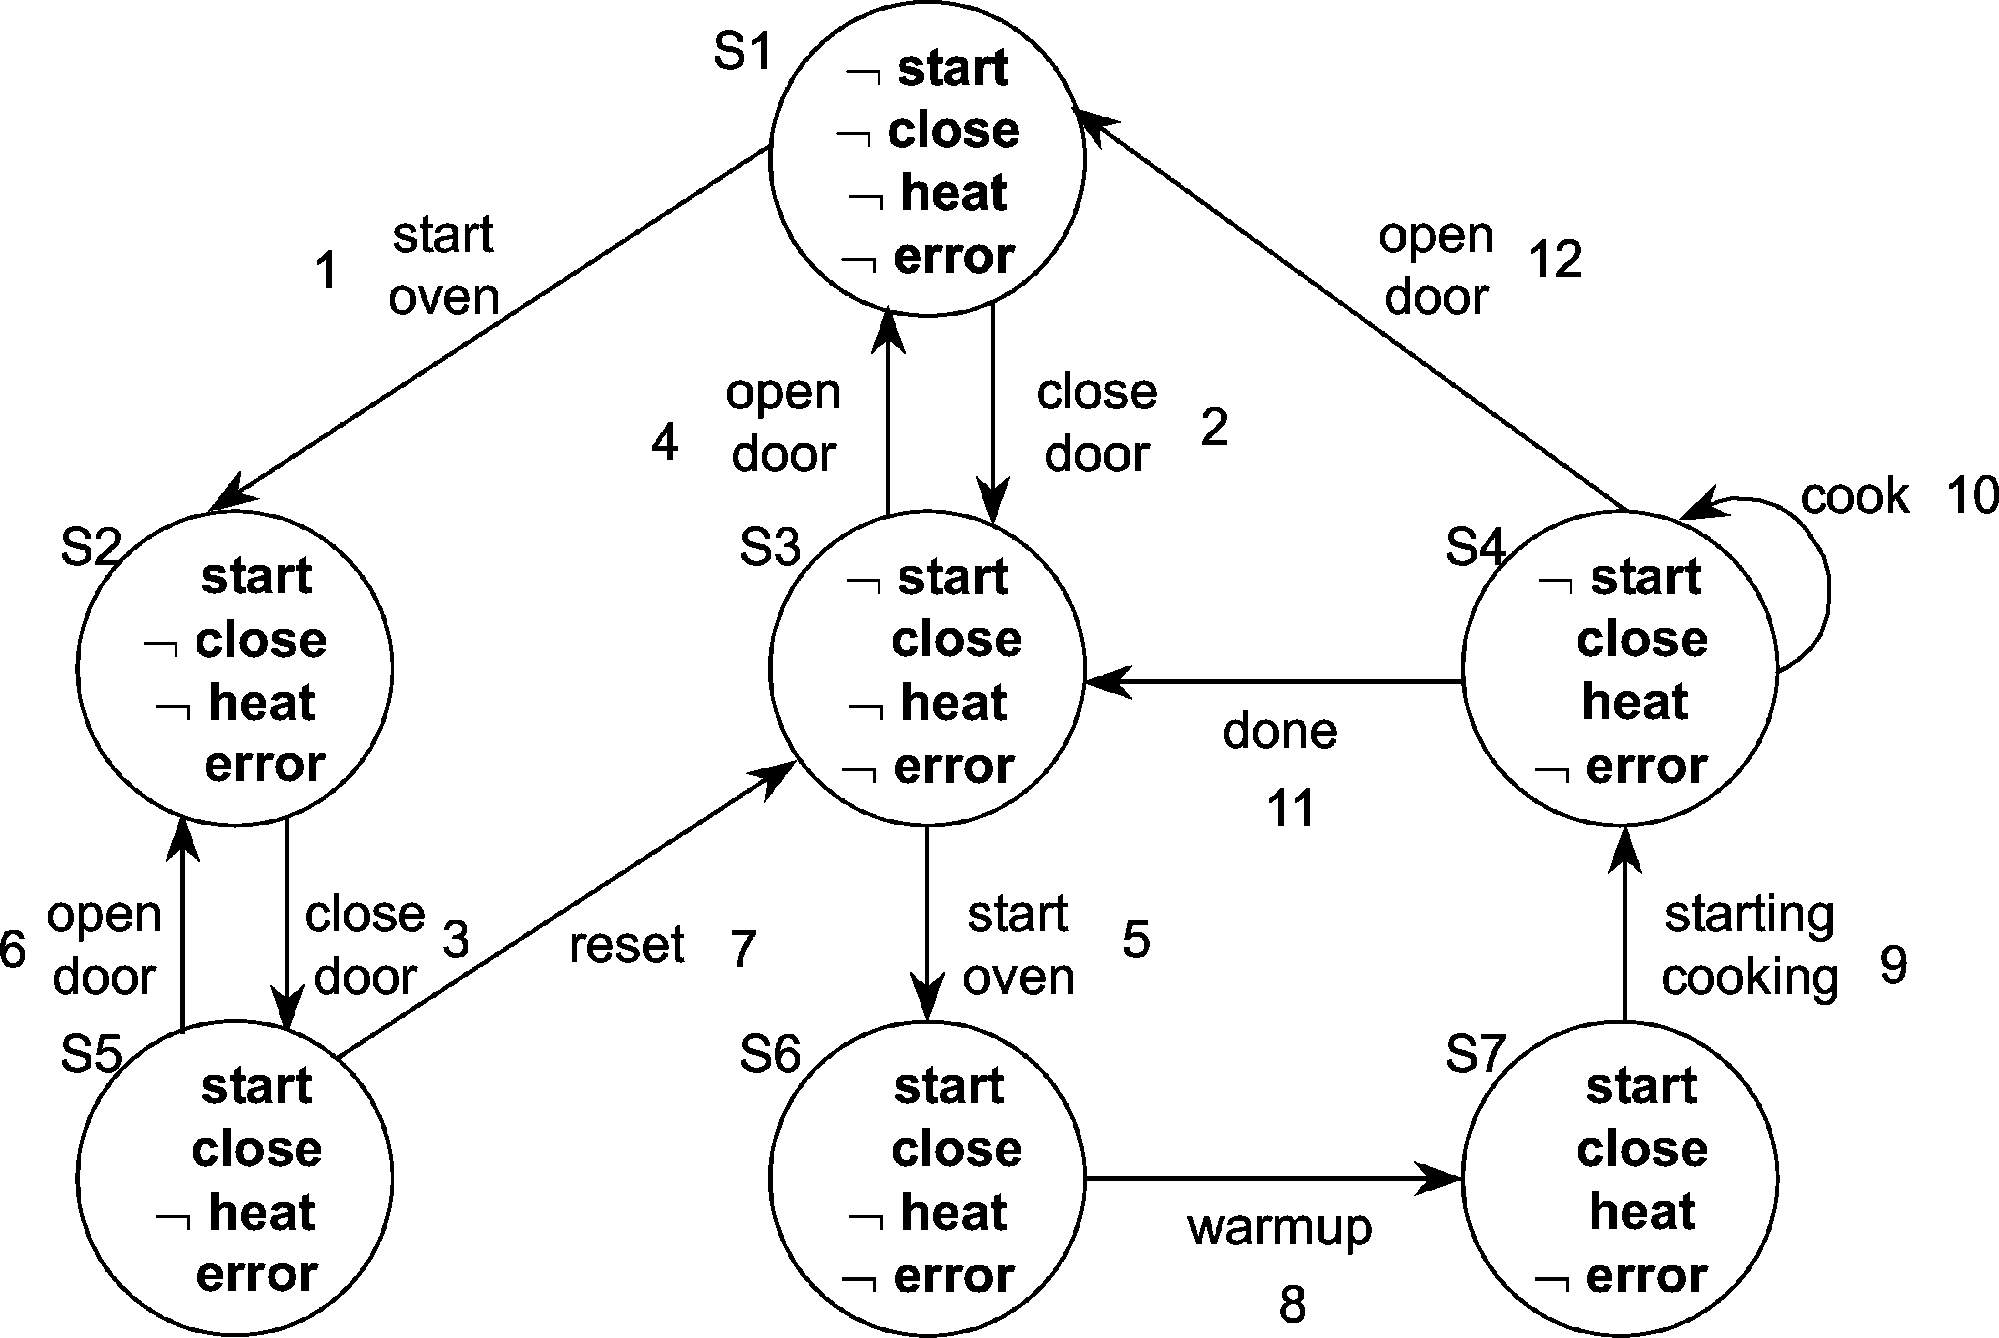 S1
¬ start
¬ close
¬ heat
¬ error
1
start
oven
open
door
12
4
open
door
close
door
2
cook 10
S2
start
¬ close
¬ heat
error
S3
¬ start
close
¬ heat
¬ error
S4
¬ start
close
heat
¬ error
done
11
6
open
door
close
door
3
reset 7
start
oven
5
starting
cooking
9
S5
start
close
¬ heat
error
S6
start
close
¬ heat
¬ error
warmup
8
S7
start
close
heat
¬ error